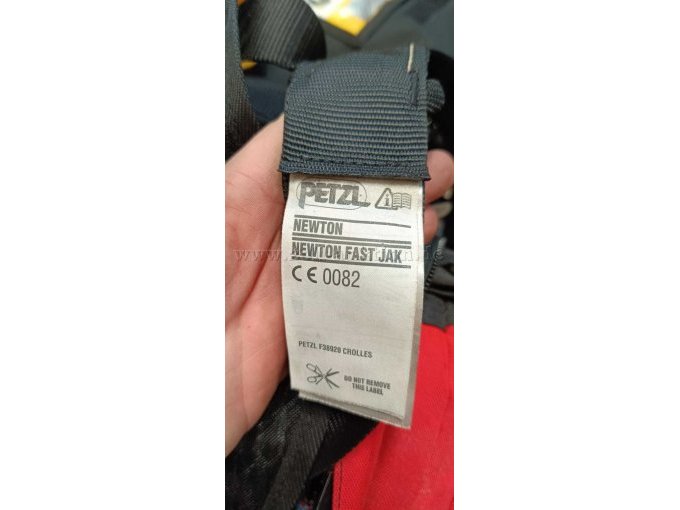 PETZL
NEWTON
NEWTON FAST JAK
CE 0082
PETZL F38920 CROLLES
DO NOT REMOVE
THIS LABEL